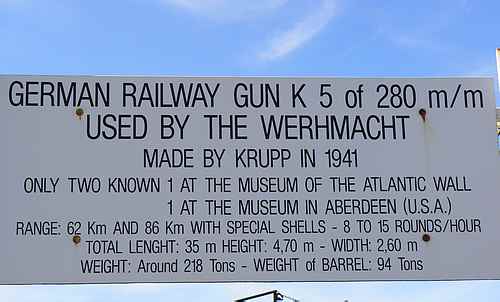 GERMAN RAILWAY GUN K 5 of 280 m/m
USED BY THE WERHMACHT
MADE BY KRUPP IN 1941
ONLY TWO KNOWN 1 AT THE MUSEUM OF THE ATLANTIC WALL
1 AT THE MUSEUM IN ABERDEEN (U.S.A.)
RANGE: 62 Km AND 86 Km WITH SPECIAL SHELLS - 8 TO 15 ROUNDS/HOUR
TOTAL LENGHT: 35 m HEIGHT: 4,70 m - WIDTH: 2,60 m
WEIGHT: Around 218 Tons - WEIGHT of BARREL: 94 Tons